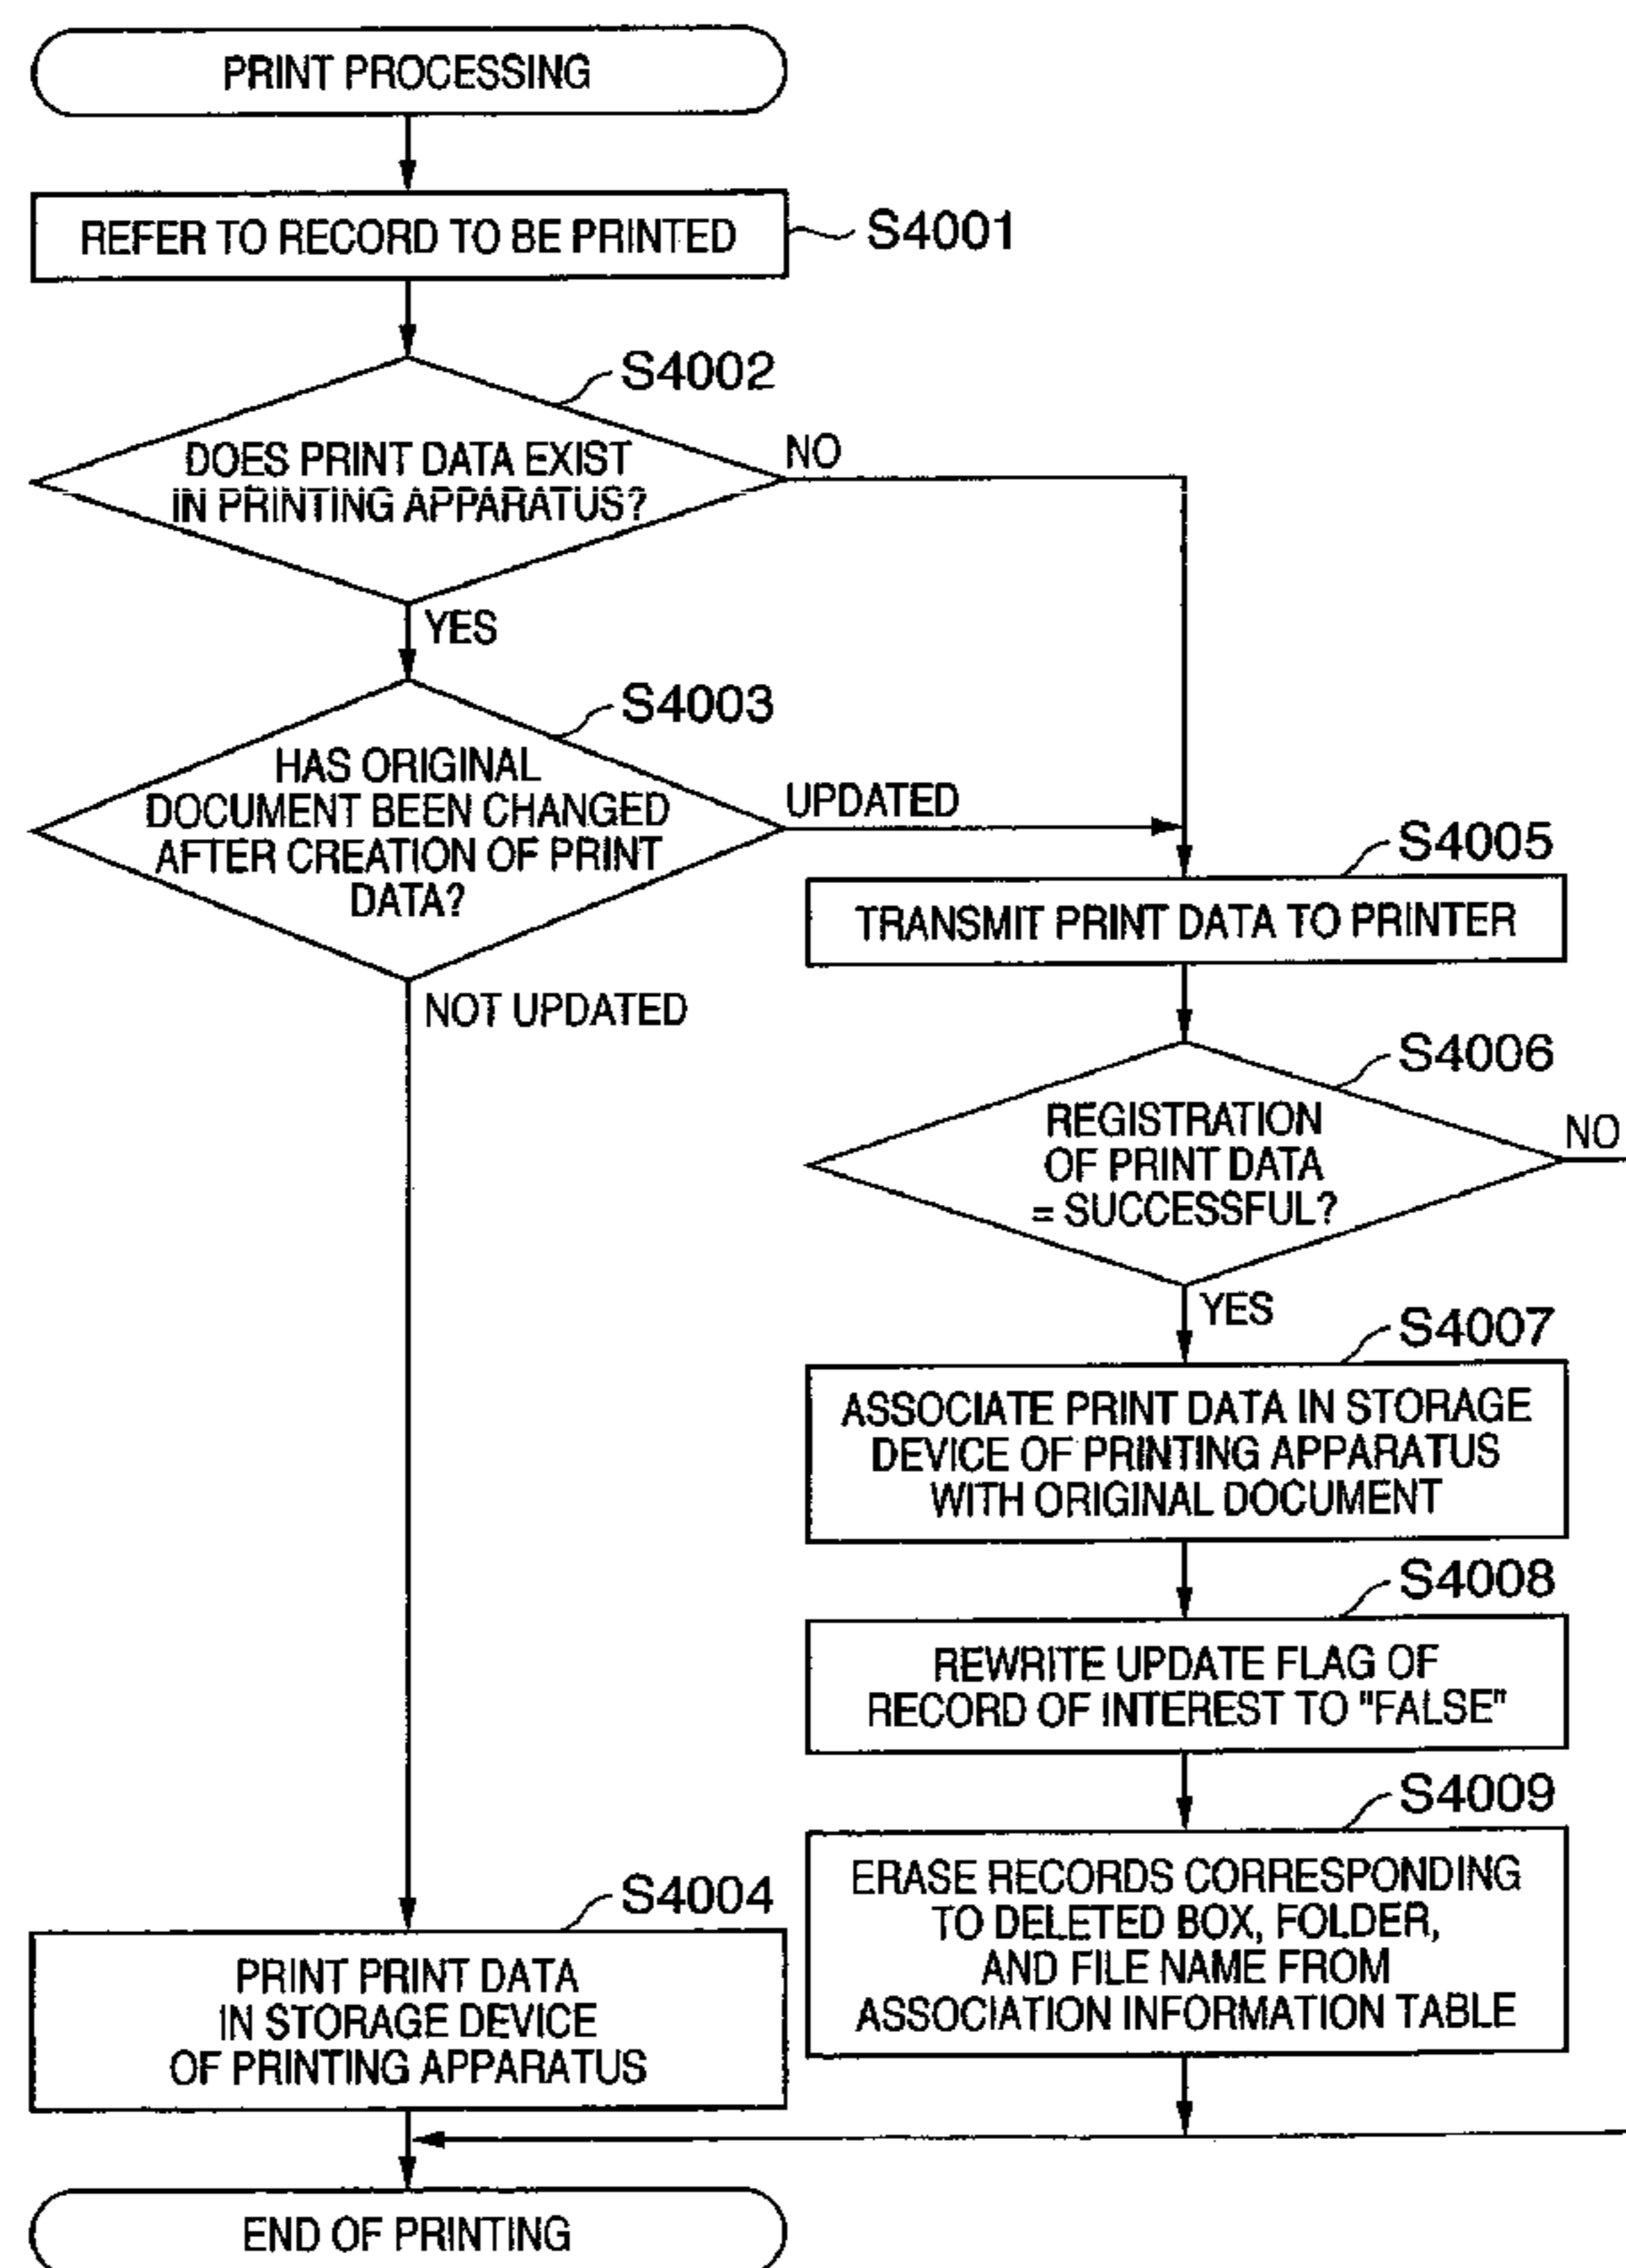 PRINT PROCESSING
REFER TO RECORD TO BE PRINTED
S4001
S4002
DOES PRINT DATA EXIST
IN PRINTING APPARATUS?
NO
YES
S4003
HAS ORIGINAL
DOCUMENT BEEN CHANGED
AFTER CREATION OF PRINT
DATA?
UPDATED
NOT UPDATED
S4005
TRANSMIT PRINT DATA TO PRINTER
S4006
REGISTRATION
OF PRINT DATA
= SUCCESSFUL?
NO
YES
S4007
ASSOCIATE PRINT DATA IN STORAGE
DEVICE OF PRINTING APPARATUS
WITH ORIGINAL DOCUMENT
S4008
REWRITE UPDATE FLAG OF
RECORD OF INTEREST TO "FALSE"
S4009
ERASE RECORDS CORRESPONDING
TO DELETED BOX, FOLDER,
AND FILE NAME FROM
ASSOCIATION INFORMATION TABLE
S4004
PRINT PRINT DATA
IN STORAGE DEVICE
OF PRINTING APPARATUS
END OF PRINTING